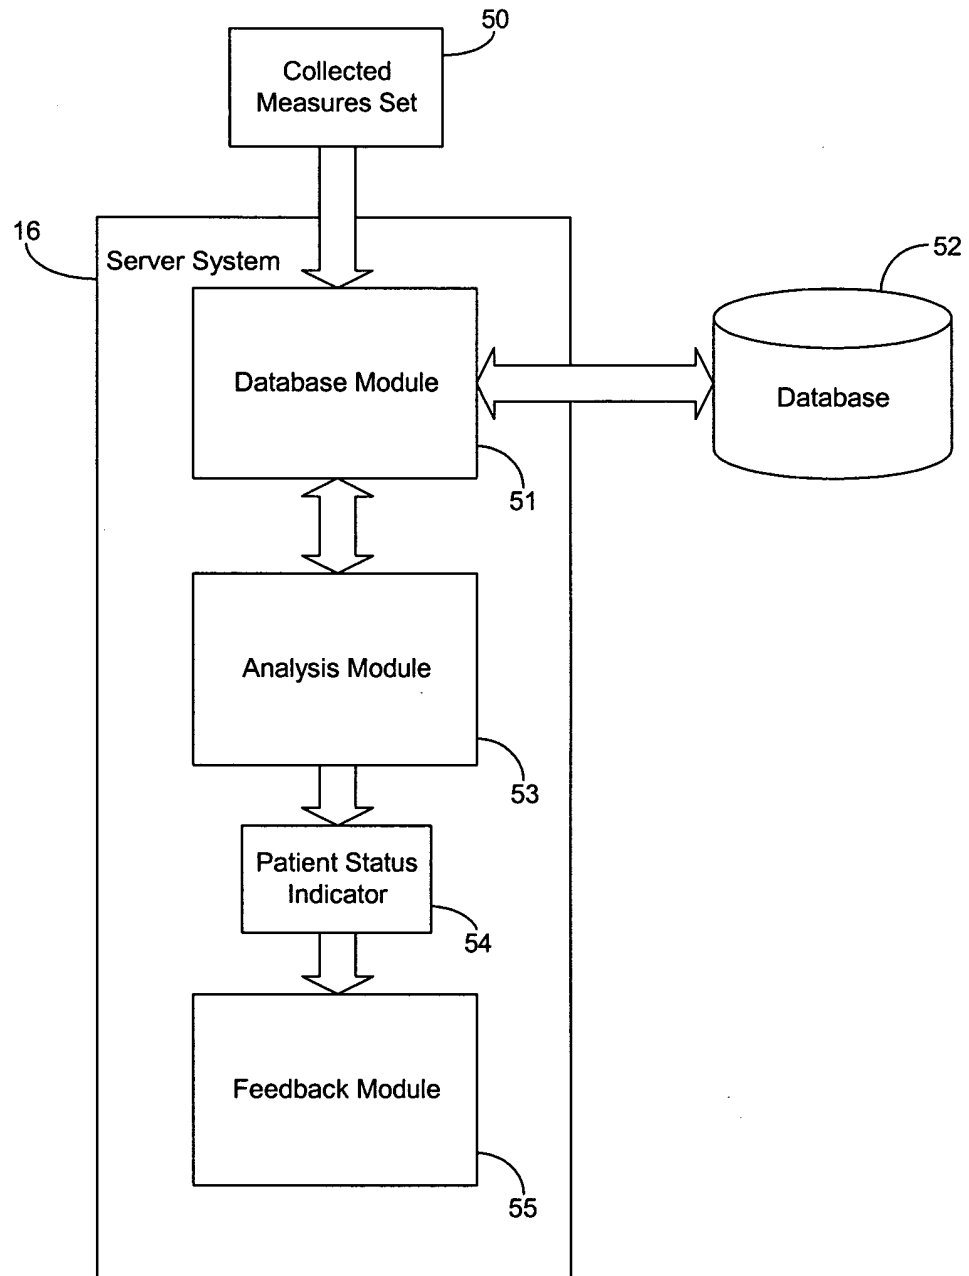 50
Collected
Measures Set
16
Server System
52
Database Module
Database
51
Analysis Module
53
Patient Status
Indicator
54
Feedback Module
55